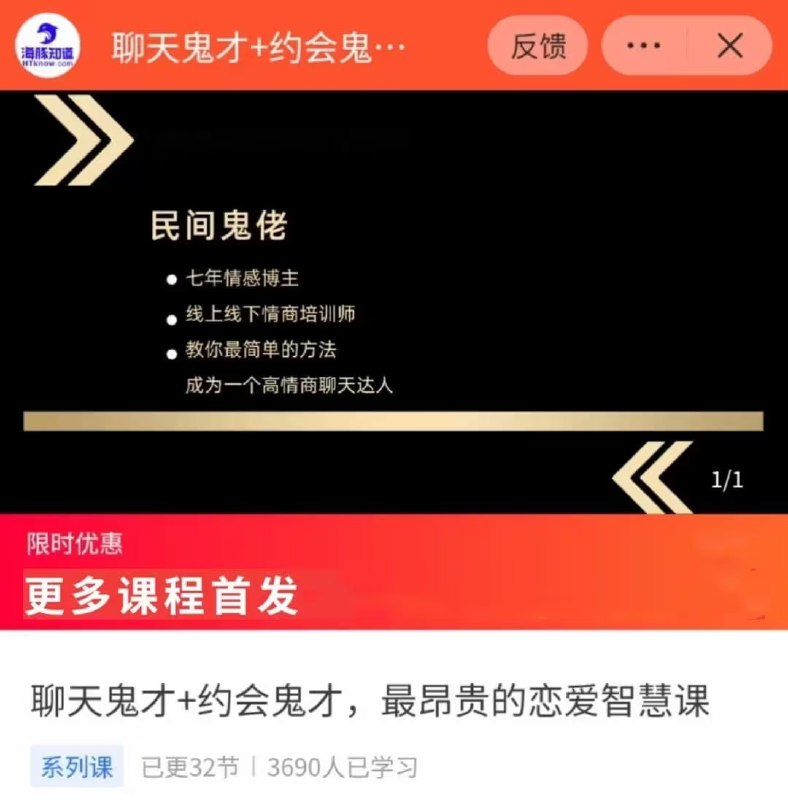 海豚知道
HTknow.com
聊天鬼才+约会鬼…
反馈
民间鬼佬
七年情感博主
线上线下情商培训师
教你最简单的方法
成为一个高情商聊天达人
1/1
限时优惠
更多课程首发
聊天鬼才+约会鬼才，最昂贵的恋爱智慧课
系列课
已更32节 | 3690人已学习